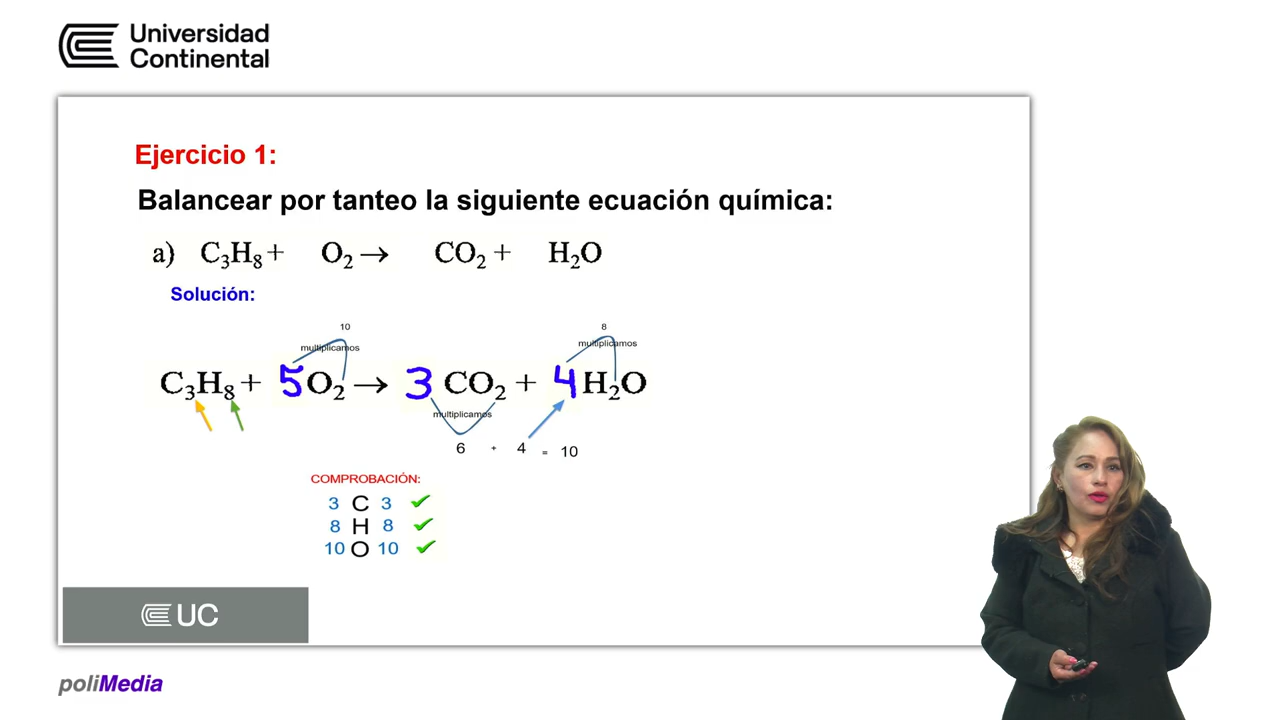 Universidad
Continental
Ejercicio 1:
Balancear por tanteo la siguiente ecuación química:
a) C₃H₈ + O₂ → CO₂ + H₂O
Solución:
10 8
multiplicamos multiplicamos
C₃H₈ + 5 O₂ → 3 CO₂ + 4 H₂O
multiplicamos
6 + 4 = 10
COMPROBACIÓN:
3 C 3 ✓
8 H 8 ✓
10 O 10 ✓
UC
poliMedia